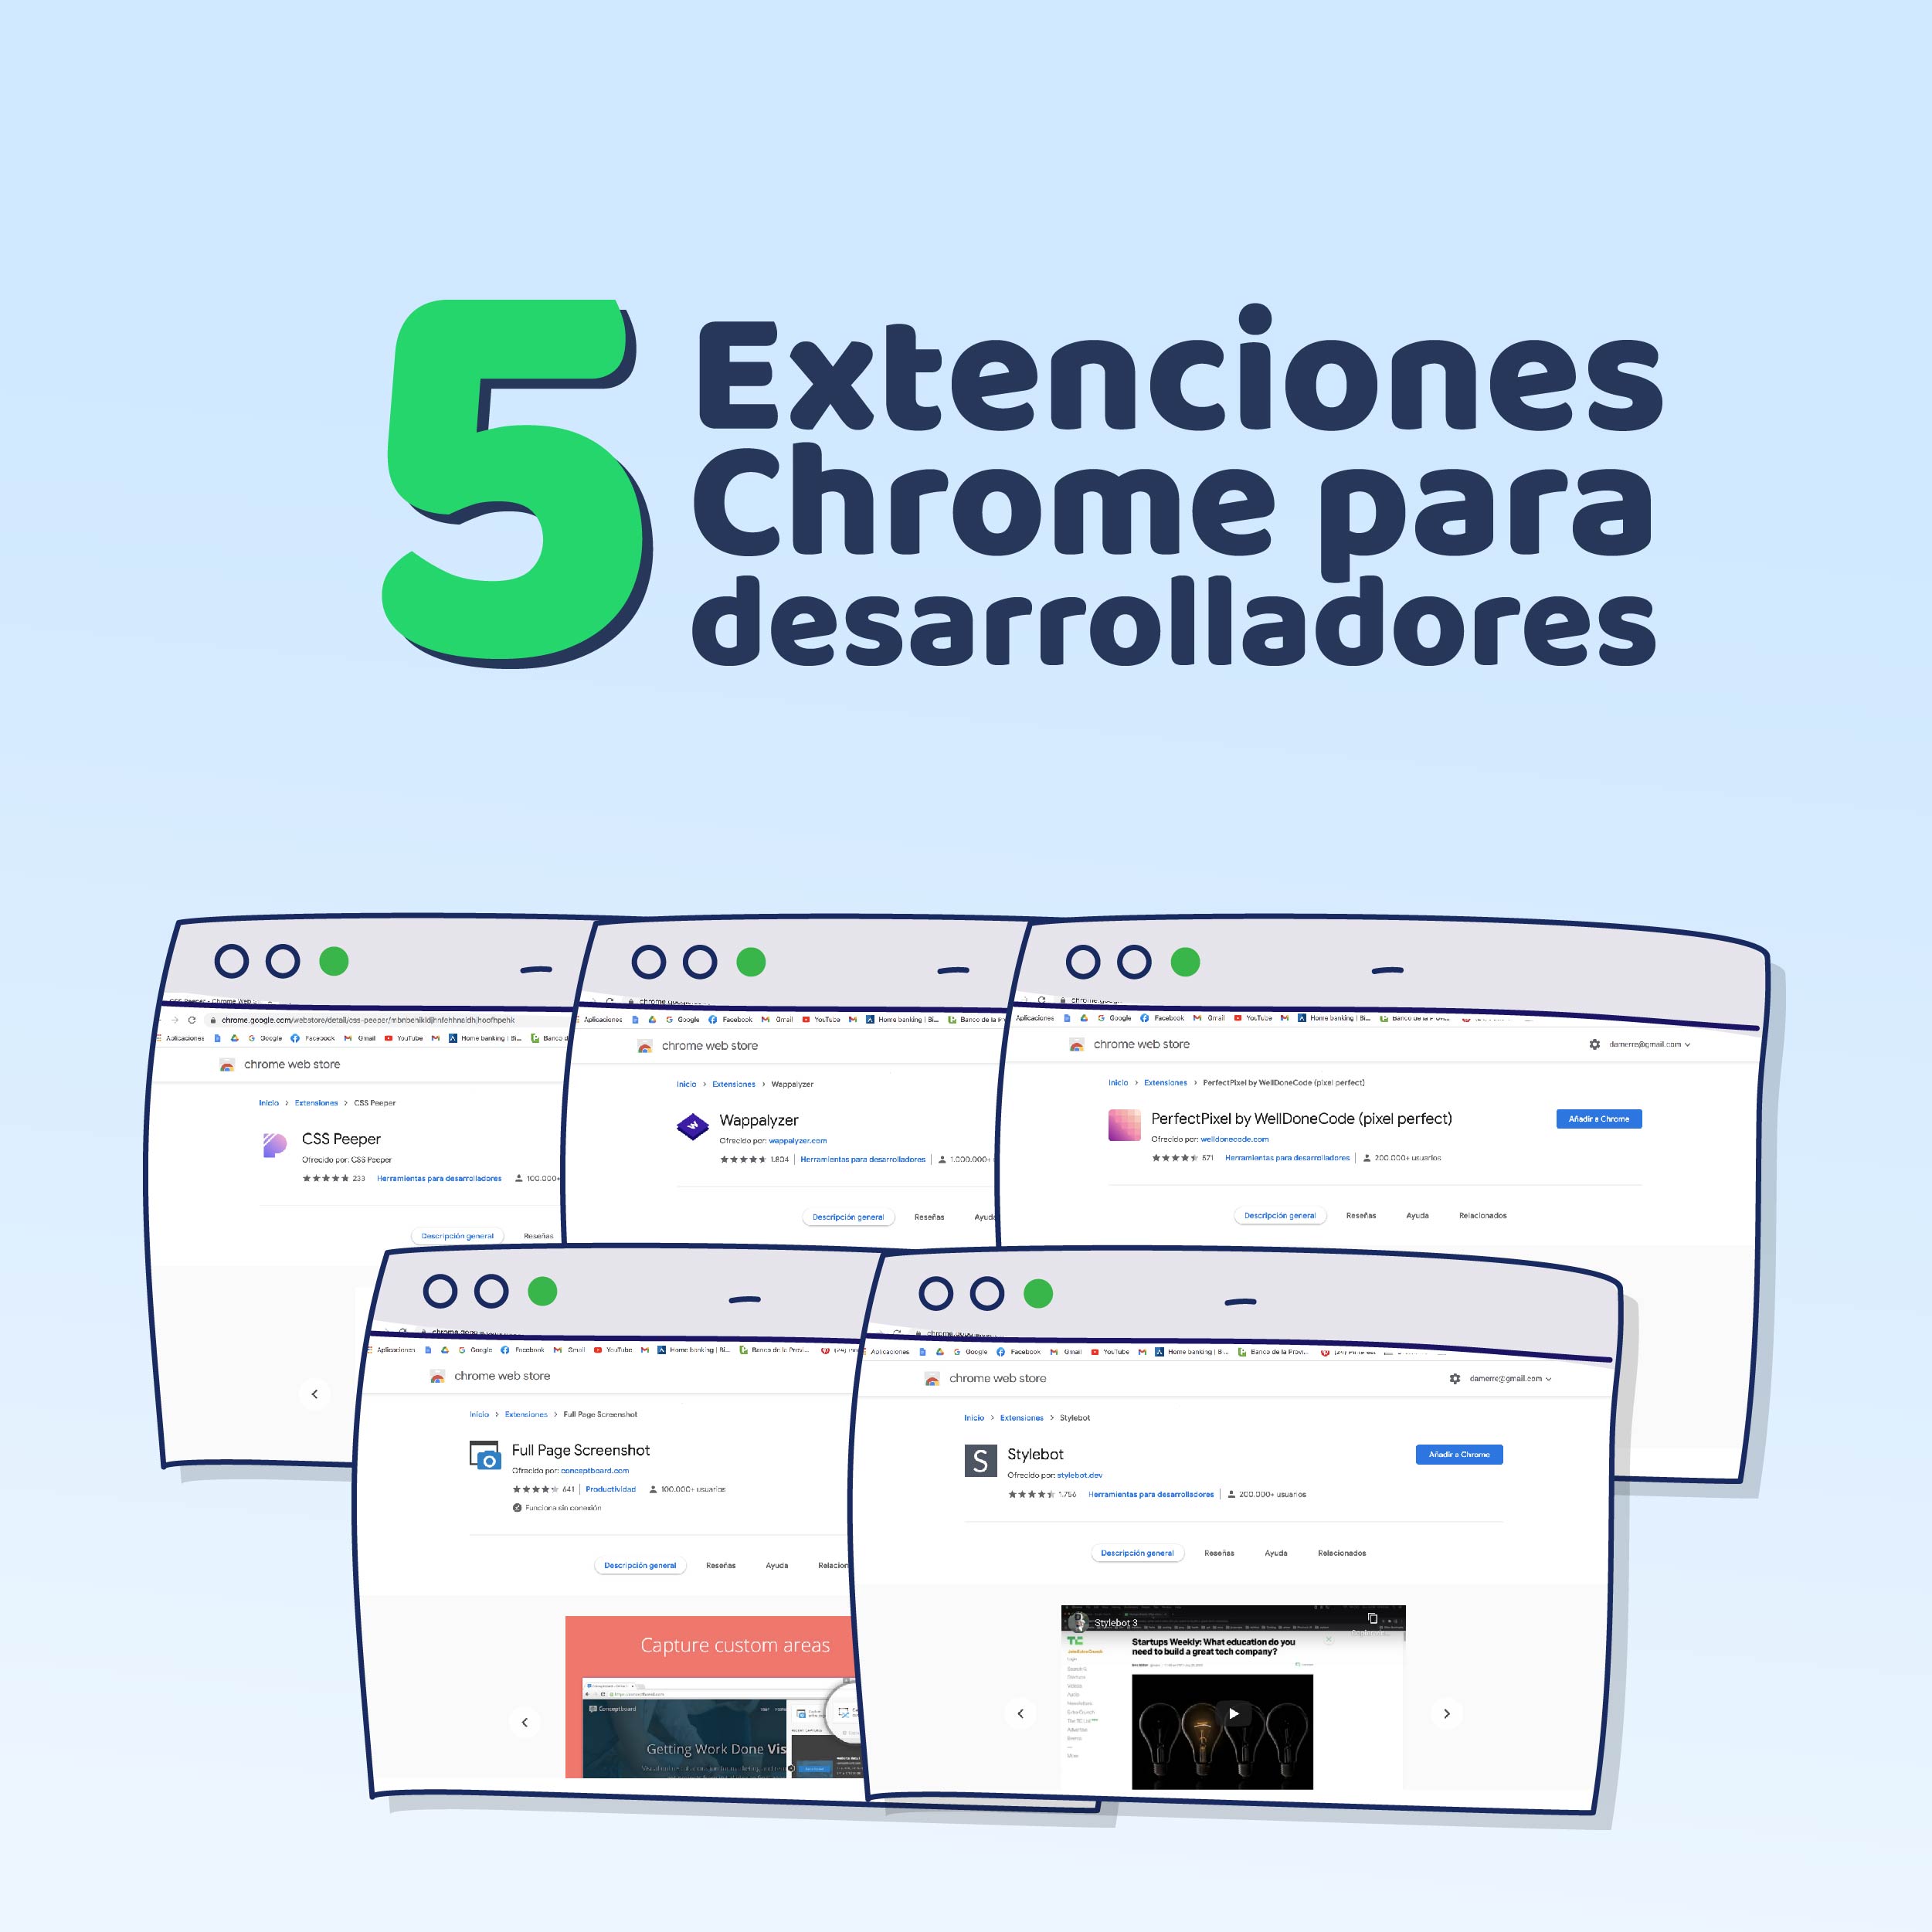 5
Extenciones
Chrome para
desarrolladores
CSS Peeper - Chrome Web
chrome.google.com/webstore/detail/css-peeper/mbnbehikldjhnfehhnaidhjhoofhpehk
Aplicaciones G Google Facebook Gmail YouTube Home banking | Bi...
chrome web store
Inicio > Extensiones > CSS Peeper
CSS Peeper
Ofrecido por: CSS Peeper
233 Herramientas para desarrolladores 100.000+
Descripción general Reseñas
Aplicaciones Google Facebook Gmail YouTube Home banking | Bi... Banco de la P
chrome web store
Inicio > Extensiones > Wappalyzer
Wappalyzer
Ofrecido por: wappalyzer.com
1.804 Herramientas para desarrolladores 1.000.000+
Descripción general Reseñas Ayuda
Aplicaciones Google Facebook Gmail YouTube Home banking | Bi...
chrome web store damerre@gmail.com
Inicio > Extensiones > PerfectPixel by WellDoneCode (pixel perfect)
PerfectPixel by WellDoneCode (pixel perfect) Añadir a Chrome
Ofrecido por: welldonecode.com
571 Herramientas para desarrolladores 200.000+ usuarios
Descripción general Reseñas Ayuda Relacionados
Aplicaciones Google Facebook Gmail YouTube Home banking | Bi... Banco de la Provi...
chrome web store
Inicio > Extensiones > Full Page Screenshot
Full Page Screenshot
Ofrecido por: conceptboard.com
641 Productividad 100.000+ usuarios
Funciona sin conexión
Descripción general Reseñas Ayuda Relacion
Capture custom areas
Conceptboard
Getting Work Done Vis
Aplicaciones Google Facebook Gmail YouTube Home banking | Bi... Banco de la Provi...
chrome web store damerre@gmail.com
Inicio > Extensiones > Stylebot
S Stylebot Añadir a Chrome
Ofrecido por: stylebot.dev
1.756 Herramientas para desarrolladores 200.000+ usuarios
Descripción general Reseñas Ayuda Relacionados
Stylebot 3
Startups Weekly: What education do you
need to build a great tech company?